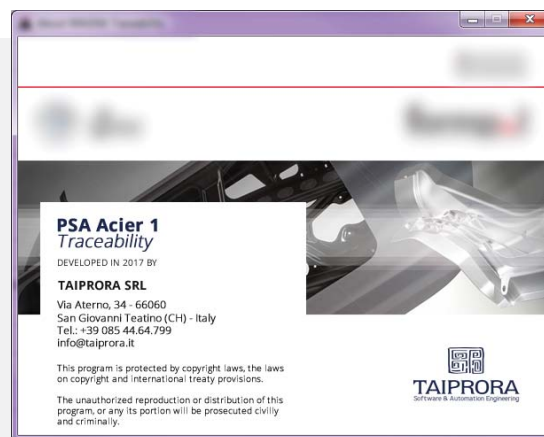 PSA Acier 1
Traceability
DEVELOPED IN 2017 BY
TAIPRORA SRL
Via Aterno, 34 - 66060
San Giovanni Teatino (CH) - Italy
Tel.: +39 085 44.64.799
info@taiprora.it
This program is protected by copyright laws, the laws
on copyright and international treaty provisions.
The unauthorized reproduction or distribution of this
program, or any its portion will be prosecuted civilly
and criminally.
TAIPRORA
Software & Automation Engineering